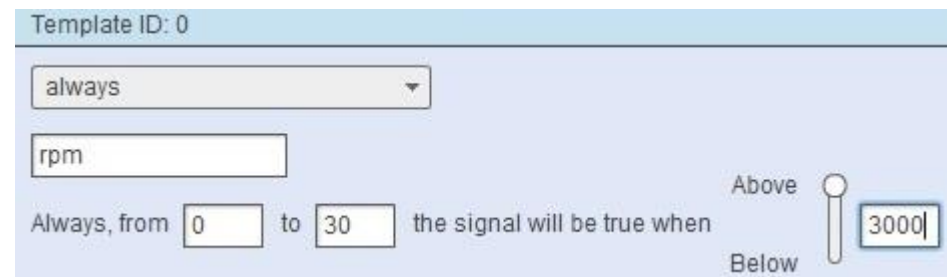 Template ID: 0
always
rpm
Above
Always, from 0 to 30 the signal will be true when 3000
Below